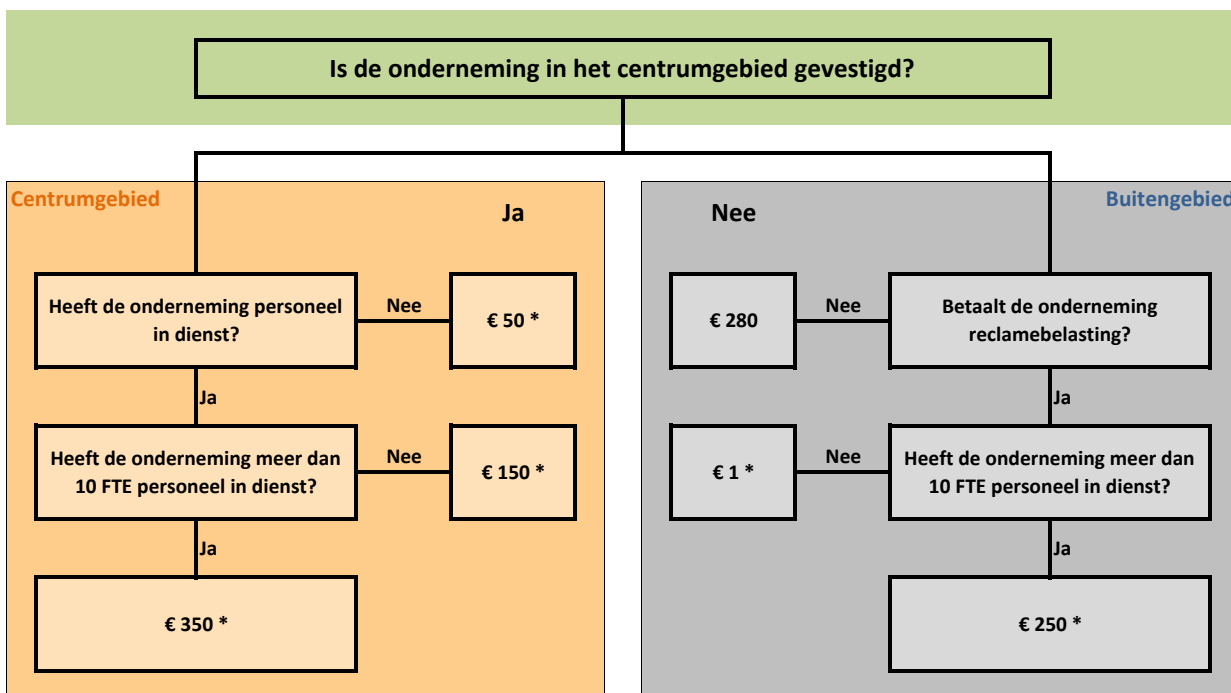 Is de onderneming in het centrumgebied gevestigd?
Centrumgebied
Ja
Heeft de onderneming personeel
in dienst?
Nee
€ 50 *
Ja
Heeft de onderneming meer dan
10 FTE personeel in dienst?
Nee
€ 150 *
Ja
€ 350 *
Nee
Buitengebied
€ 280
Nee
Betaalt de onderneming
reclamebelasting?
Ja
€ 1 *
Nee
Heeft de onderneming meer dan
10 FTE personeel in dienst?
Ja
€ 250 *